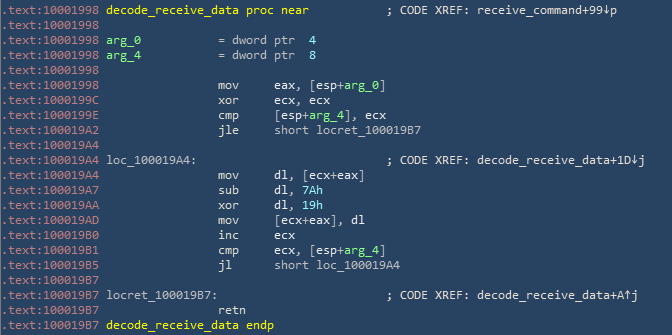 .text:10001998 decode_receive_data proc near ; CODE XREF: receive_command+99↓p
.text:10001998
.text:10001998 arg_0 = dword ptr 4
.text:10001998 arg_4 = dword ptr 8
.text:10001998
.text:10001998 mov eax, [esp+arg_0]
.text:1000199C xor ecx, ecx
.text:1000199E cmp [esp+arg_4], ecx
.text:100019A2 jle short locret_100019B7
.text:100019A4
.text:100019A4 loc_100019A4: ; CODE XREF: decode_receive_data+1D↓j
.text:100019A4 mov dl, [ecx+eax]
.text:100019A7 sub dl, 7Ah
.text:100019AA xor dl, 19h
.text:100019AD mov [ecx+eax], dl
.text:100019B0 inc ecx
.text:100019B1 cmp ecx, [esp+arg_4]
.text:100019B5 jl short loc_100019A4
.text:100019B7
.text:100019B7 locret_100019B7: ; CODE XREF: decode_receive_data+A↑j
.text:100019B7 retn
.text:100019B7 decode_receive_data endp